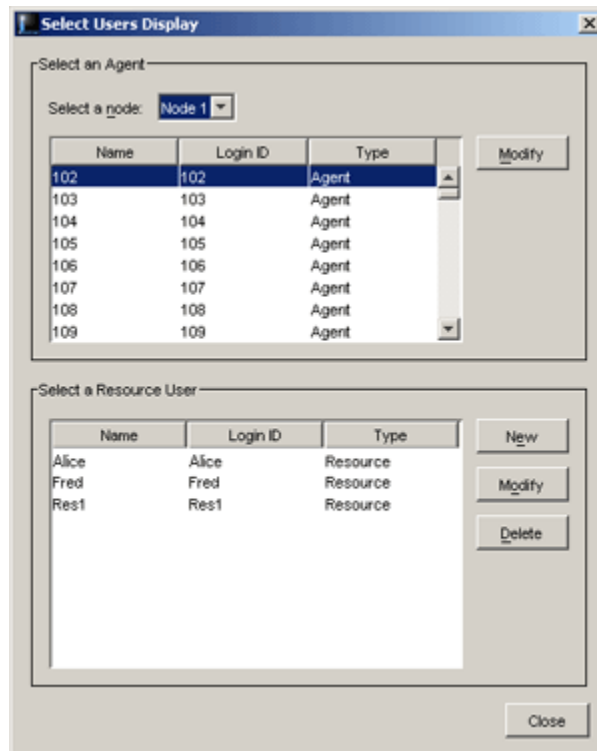 Select Users Display
Select an Agent
Select a node: Node 1
Name Login ID Type
Modify
102 102 Agent
103 103 Agent
104 104 Agent
105 105 Agent
106 106 Agent
107 107 Agent
108 108 Agent
109 109 Agent
Select a Resource User
Name Login ID Type
New
Alice Alice Resource
Fred Fred Resource
Modify
Res1 Res1 Resource
Delete
Close